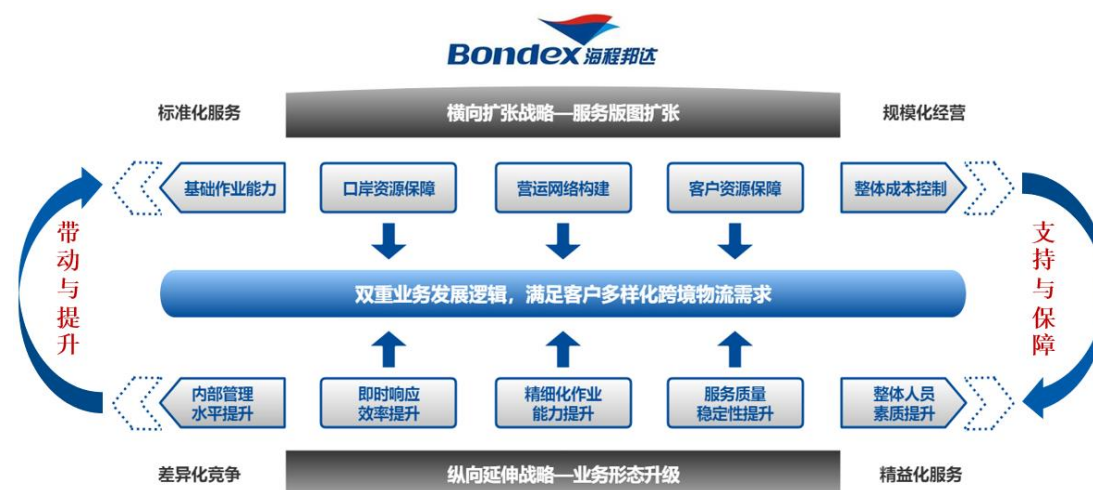 Bondex 海程邦达
标准化服务
横向扩张战略—服务版图扩张
规模化经营
基础作业能力
口岸资源保障
营运网络构建
客户资源保障
整体成本控制
带动与提升
支持与保障
双重业务发展逻辑，满足客户多样化跨境物流需求
内部管理
水平提升
即时响应
效率提升
精细化作业
能力提升
服务质量
稳定性提升
整体人员
素质提升
差异化竞争
纵向延伸战略—业务形态升级
精益化服务